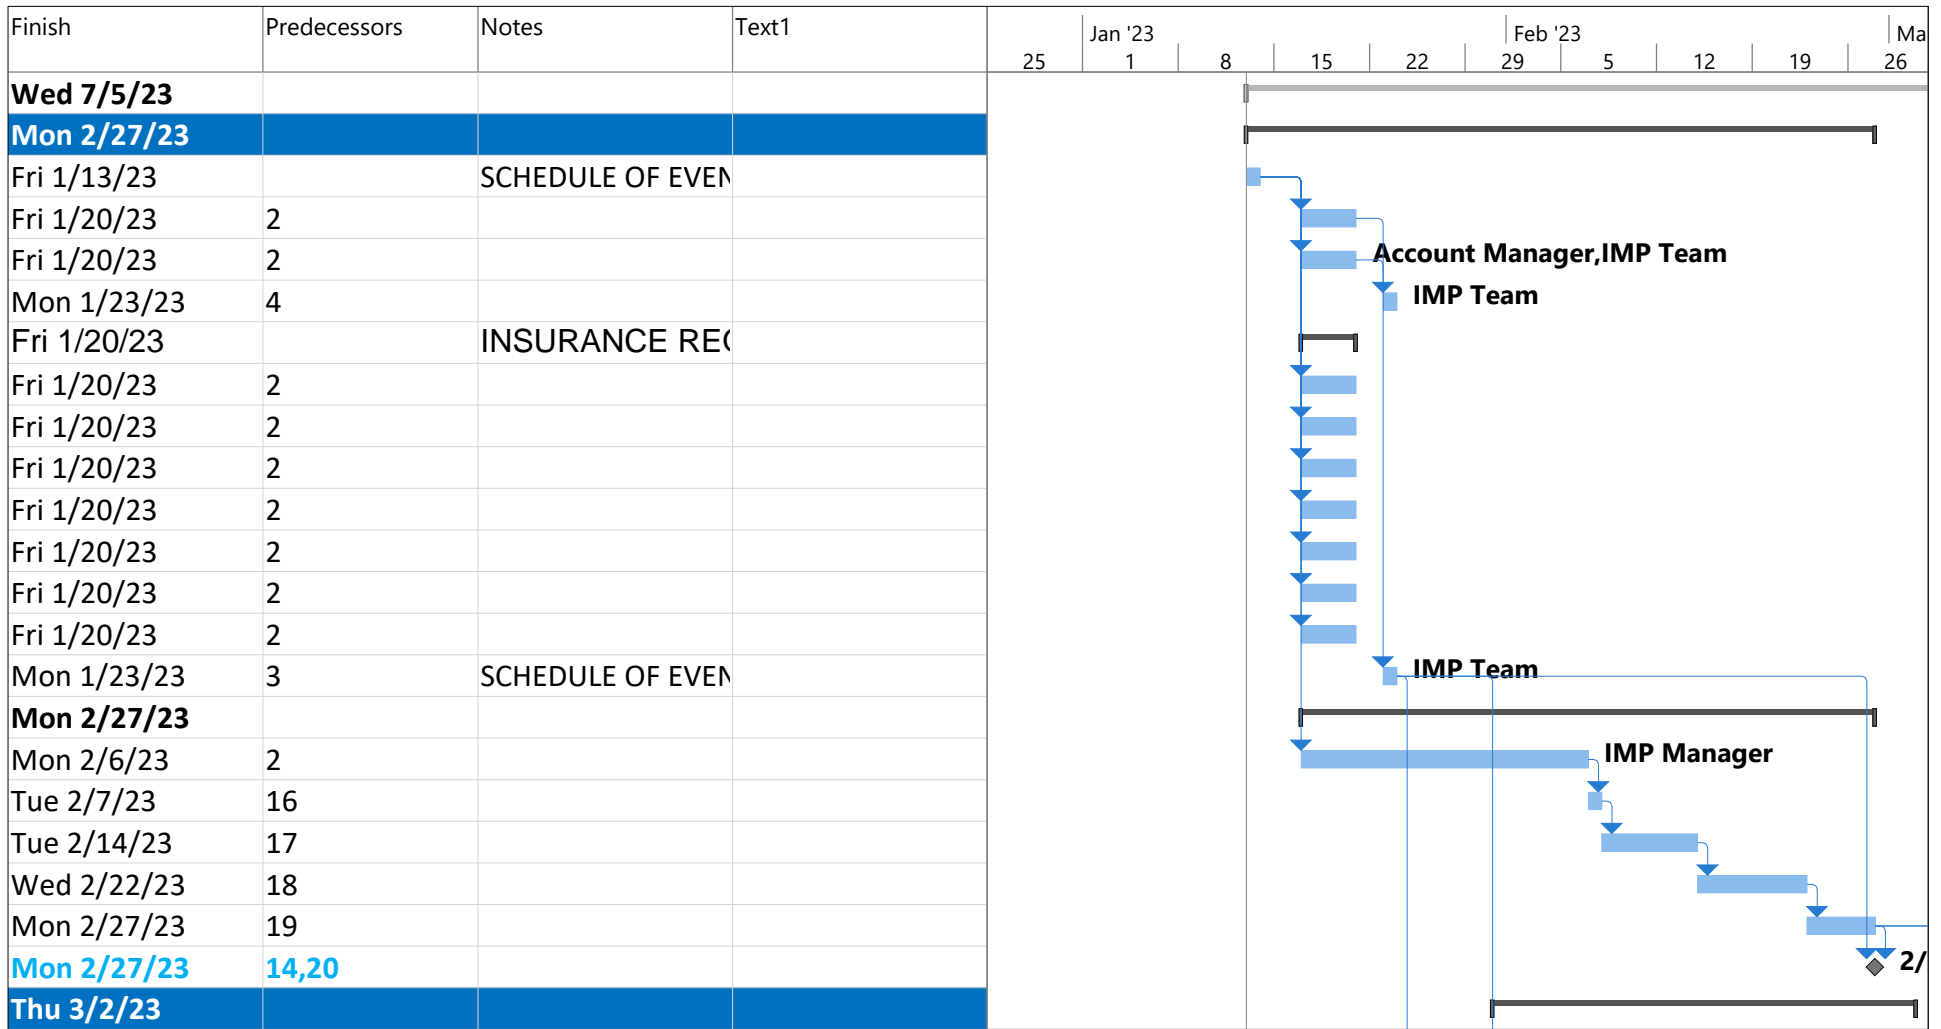 Finish Predecessors Notes Text1 Jan '23 Feb '23 Ma
25 1 8 15 22 29 5 12 19 26
Wed 7/5/23
Mon 2/27/23
Fri 1/13/23 SCHEDULE OF EVEN
Fri 1/20/23 2
Fri 1/20/23 2 Account Manager,IMP Team
Mon 1/23/23 4 IMP Team
Fri 1/20/23 INSURANCE REQ
Fri 1/20/23 2
Fri 1/20/23 2
Fri 1/20/23 2
Fri 1/20/23 2
Fri 1/20/23 2
Fri 1/20/23 2
Fri 1/20/23 2
Mon 1/23/23 3 SCHEDULE OF EVEN IMP Team
Mon 2/27/23
Mon 2/6/23 2 IMP Manager
Tue 2/7/23 16
Tue 2/14/23 17
Wed 2/22/23 18
Mon 2/27/23 19
Mon 2/27/23 14,20 2/
Thu 3/2/23